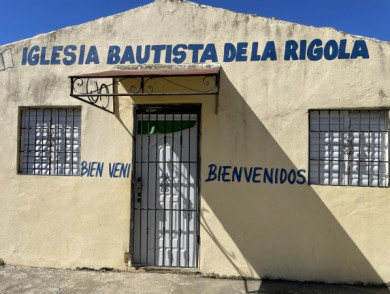 IGLESIA BAUTISTA DE LA RIGOLA
BIEN VENI
BIENVENIDOS